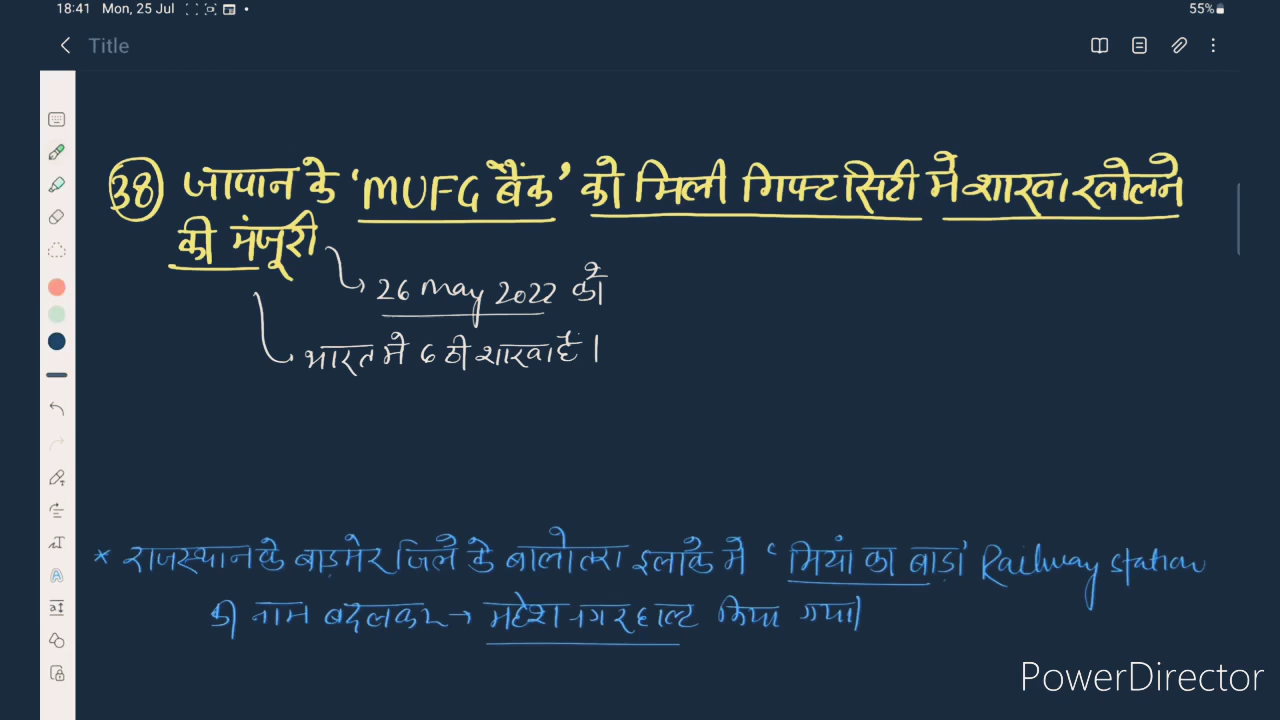 18:41 Mon, 25 Jul
55%
Title
38 जापान के 'MUFG बैंक' को मिली गिफ्ट सिटी में शाखा खोलने
की मंजूरी
26 May 2022 को
भारत में 6 ठी शाखा है।
* राजस्थान के बाड़मेर जिले के बालोतरा इलाके में 'मियां का बाड़ा' Railway station
का नाम बदलकर → महेश नगर हाल्ट किया गया।
PowerDirector